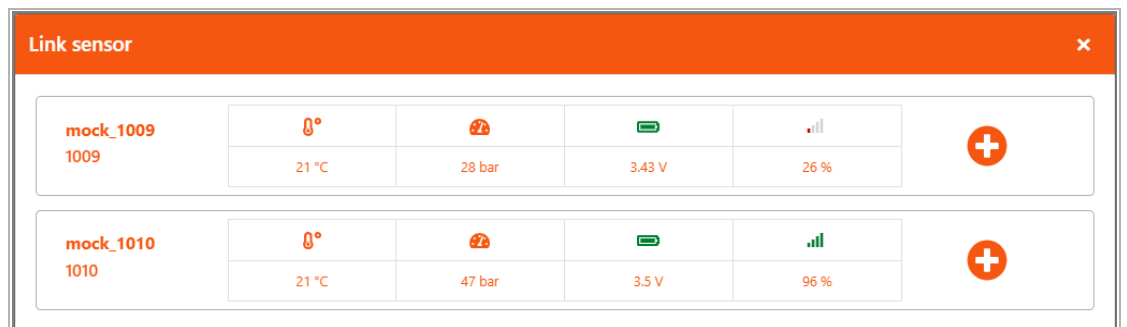 Link sensor
mock_1009
1009
21 °C
28 bar
3.43 V
26 %
mock_1010
1010
21 °C
47 bar
3.5 V
96 %